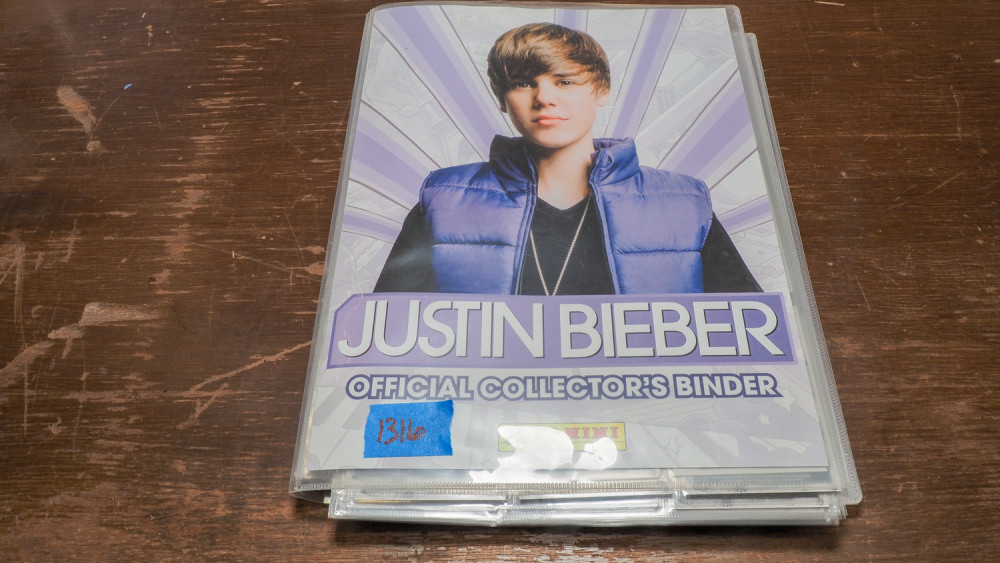 JUSTIN BIEBER
OFFICIAL COLLECTOR'S BINDER
1316